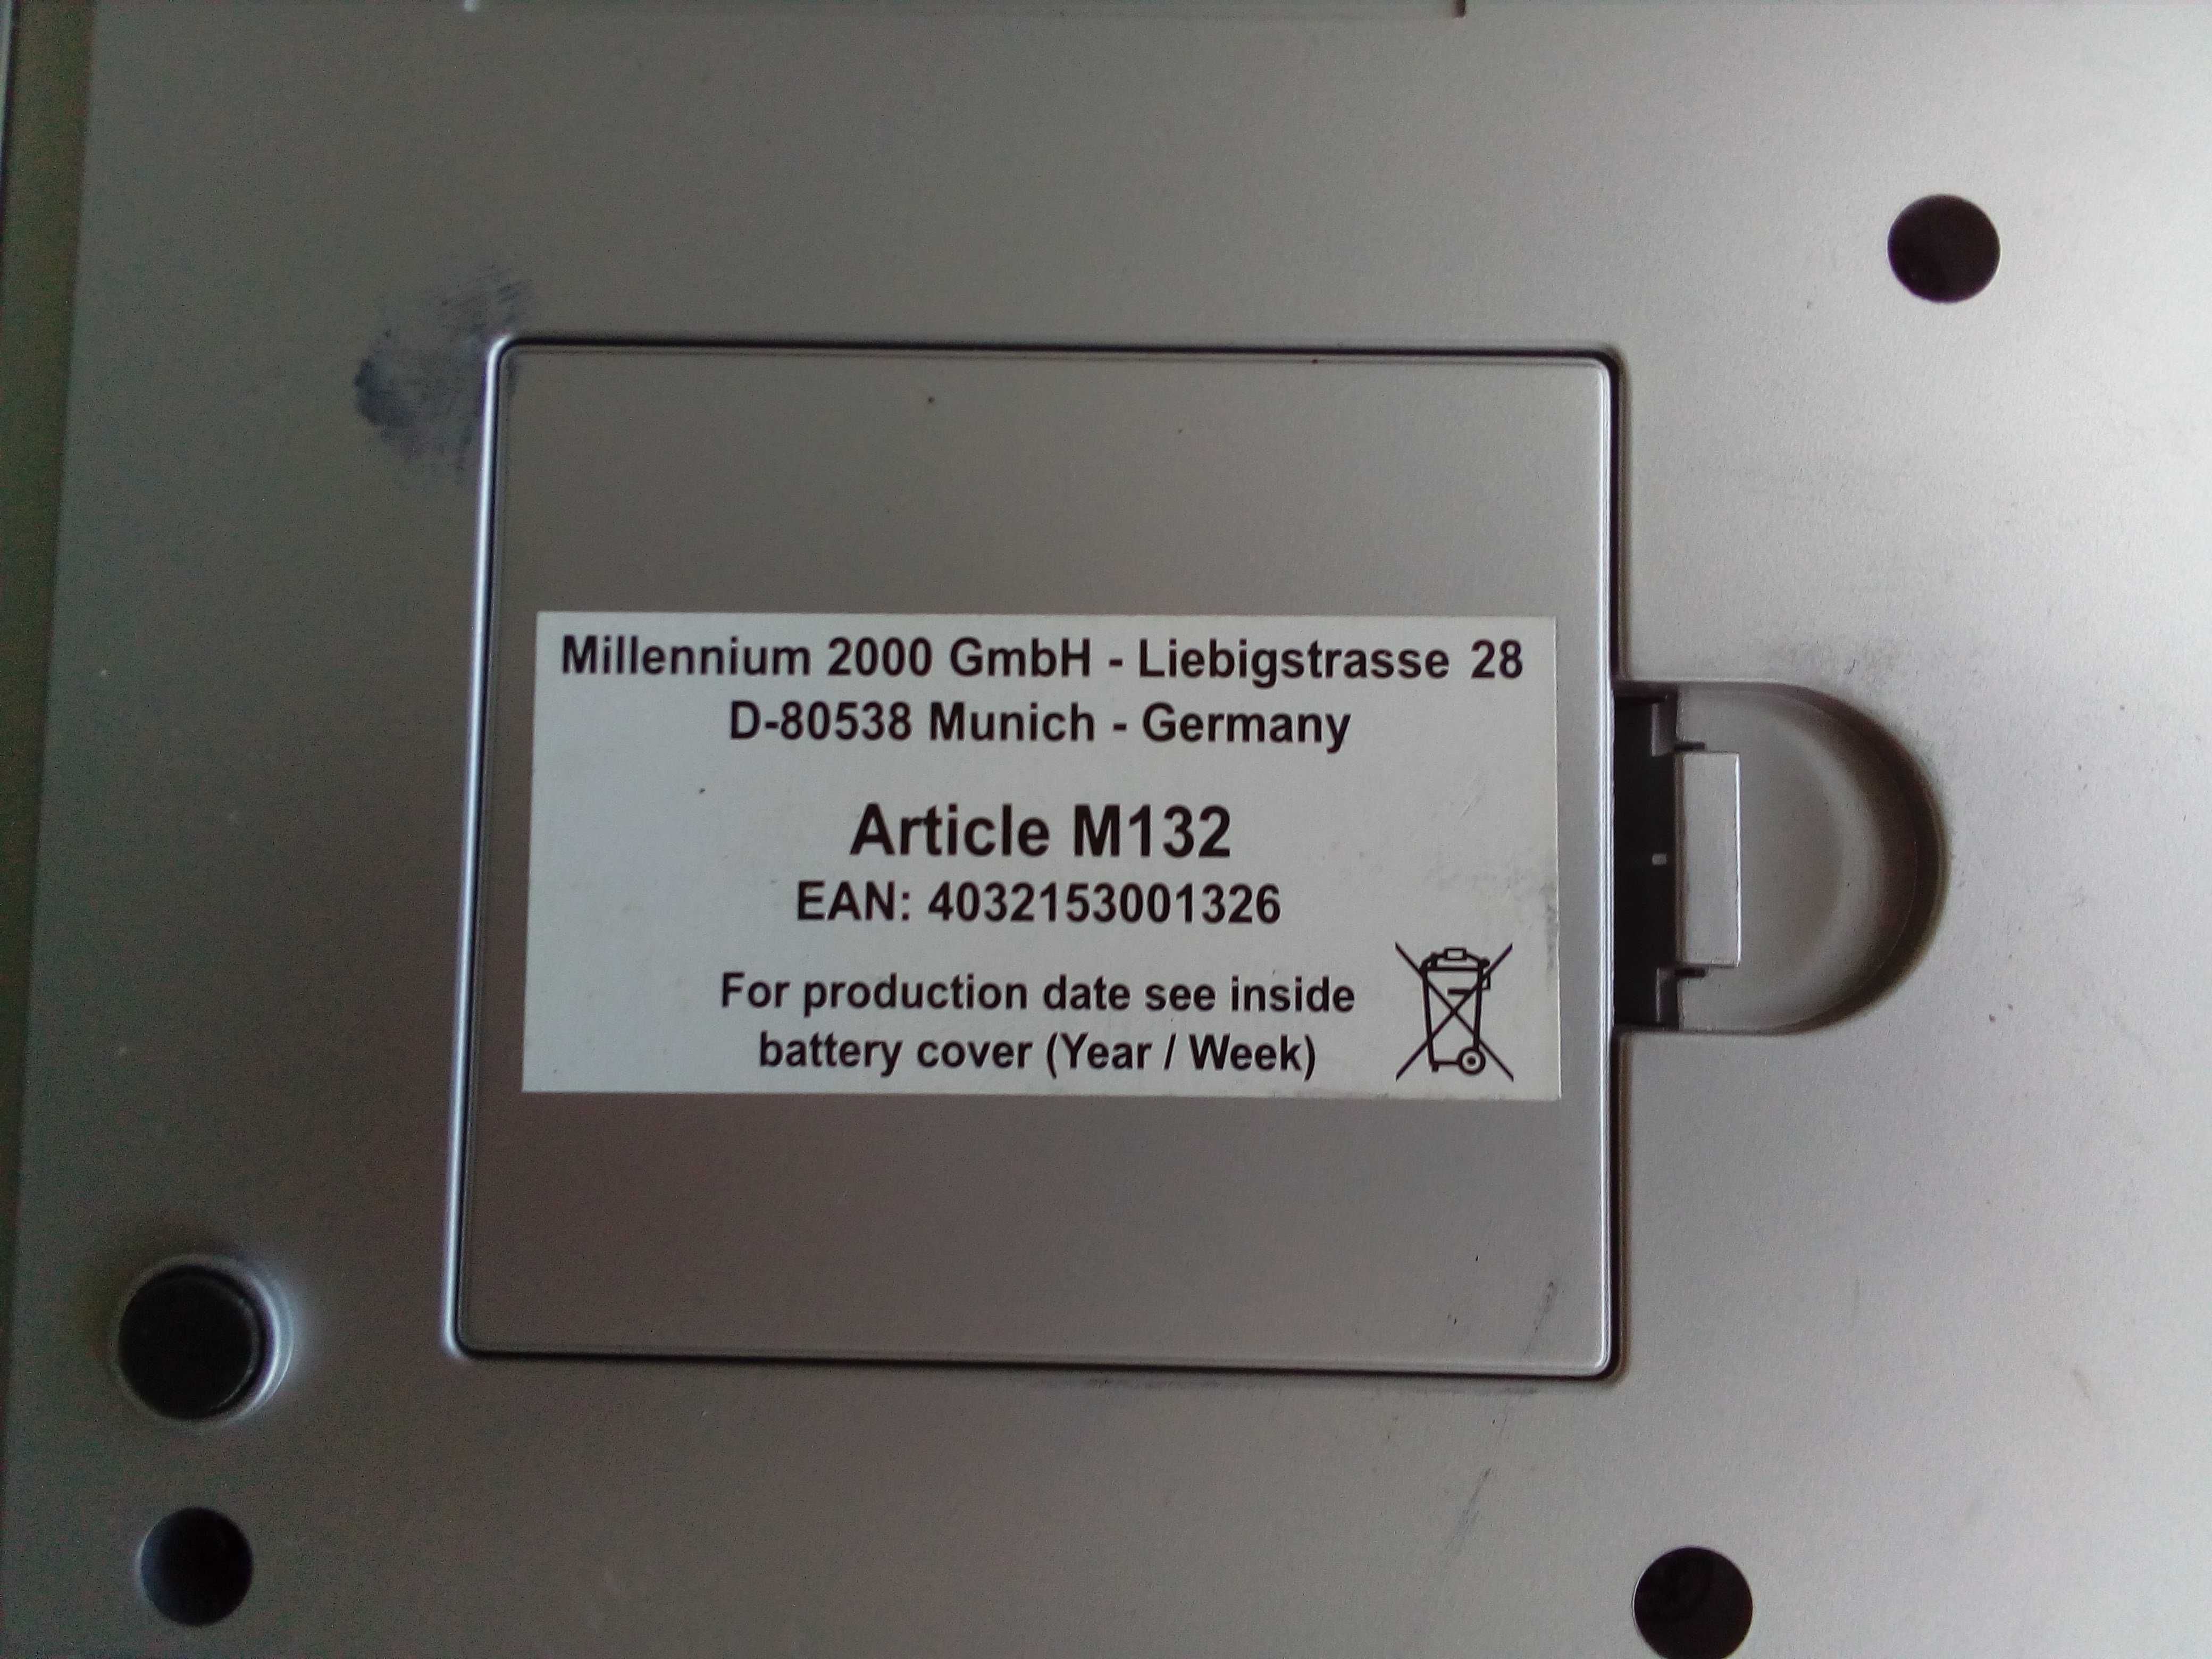 Millennium 2000 GmbH - Liebigstrasse 28
D-80538 Munich - Germany
Article M132
EAN: 4032153001326
For production date see inside
battery cover (Year / Week)